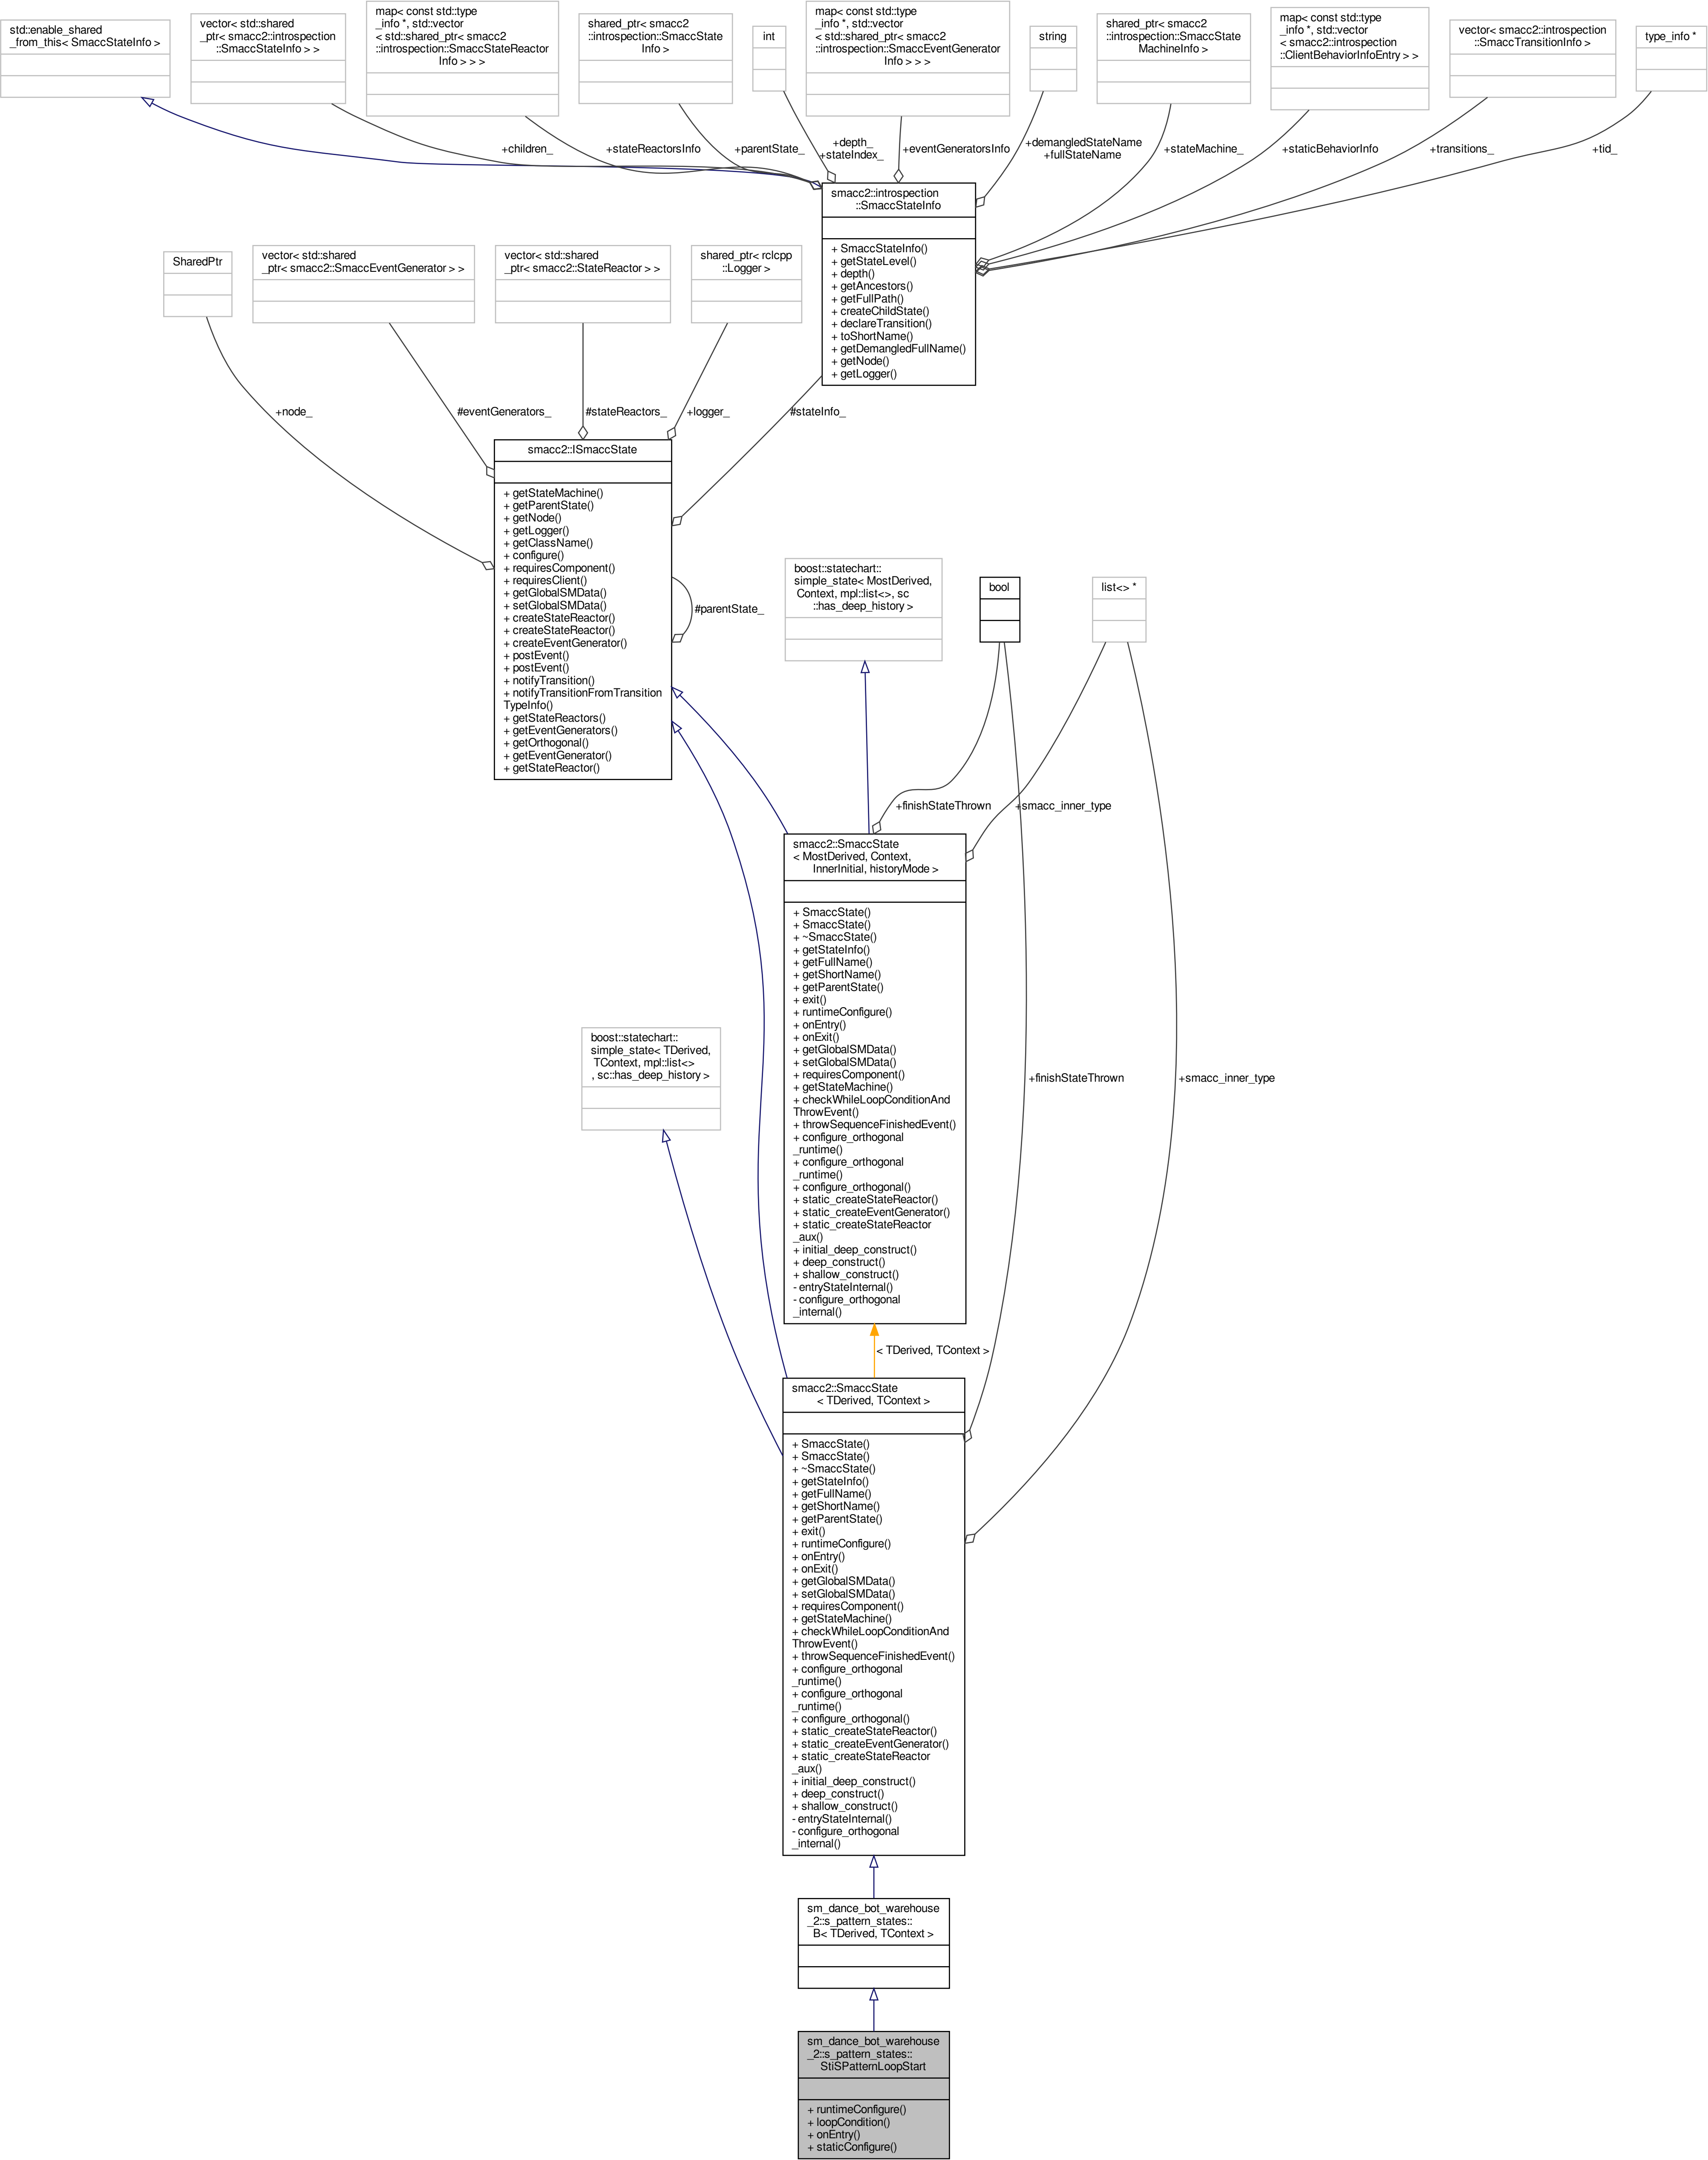 std::enable_shared
_from_this< SmaccStateInfo >
vector< std::shared
_ptr< smacc2::introspection
::SmaccStateInfo > >
map< const std::type
_info *, std::vector
< std::shared_ptr< smacc2
::introspection::SmaccStateReactor
Info > > >
shared_ptr< smacc2
::introspection::SmaccState
Info >
int
map< const std::type
_info *, std::vector
< std::shared_ptr< smacc2
::introspection::SmaccEventGenerator
Info > > >
string
shared_ptr< smacc2
::introspection::SmaccState
MachineInfo >
map< const std::type
_info *, std::vector
< smacc2::introspection
::ClientBehaviorInfoEntry > >
vector< smacc2::introspection
::SmaccTransitionInfo >
type_info *
+children_
+stateReactorsInfo
+parentState_
+depth_
+stateIndex_
+eventGeneratorsInfo
+demangledStateName
+fullStateName
+stateMachine_
+staticBehaviorInfo
+transitions_
+tid_
smacc2::introspection
::SmaccStateInfo
+ SmaccStateInfo()
+ getStateLevel()
+ depth()
+ getAncestors()
+ getFullPath()
+ createChildState()
+ declareTransition()
+ toShortName()
+ getDemangledFullName()
+ getNode()
+ getLogger()
SharedPtr
vector< std::shared
_ptr< smacc2::SmaccEventGenerator > >
vector< std::shared
_ptr< smacc2::StateReactor > >
shared_ptr< rclcpp
::Logger >
+node_
#eventGenerators_
#stateReactors_
+logger_
#stateInfo_
smacc2::ISmaccState
+ getStateMachine()
+ getParentState()
+ getNode()
+ getLogger()
+ getClassName()
+ configure()
+ requiresComponent()
+ requiresClient()
+ getGlobalSMData()
+ setGlobalSMData()
+ createStateReactor()
+ createStateReactor()
+ createEventGenerator()
+ postEvent()
+ postEvent()
+ notifyTransition()
+ notifyTransitionFromTransition
TypeInfo()
+ getStateReactors()
+ getEventGenerators()
+ getOrthogonal()
+ getEventGenerator()
+ getStateReactor()
#parentState_
boost::statechart::
simple_state< MostDerived,
Context, mpl::list<>, sc
::has_deep_history >
bool
list<> *
+finishStateThrown
+smacc_inner_type
smacc2::SmaccState
< MostDerived, Context,
InnerInitial, historyMode >
+ SmaccState()
+ SmaccState()
+ ~SmaccState()
+ getStateInfo()
+ getFullName()
+ getShortName()
+ getParentState()
+ exit()
+ runtimeConfigure()
+ onEntry()
+ onExit()
+ getGlobalSMData()
+ setGlobalSMData()
+ requiresComponent()
+ getStateMachine()
+ checkWhileLoopConditionAnd
ThrowEvent()
+ throwSequenceFinishedEvent()
+ configure_orthogonal
_runtime()
+ configure_orthogonal
_runtime()
+ configure_orthogonal()
+ static_createStateReactor()
+ static_createEventGenerator()
+ static_createStateReactor
_aux()
+ initial_deep_construct()
+ deep_construct()
+ shallow_construct()
- entryStateInternal()
- configure_orthogonal
_internal()
boost::statechart::
simple_state< TDerived,
TContext, mpl::list<>
, sc::has_deep_history >
+finishStateThrown
+smacc_inner_type
< TDerived, TContext >
smacc2::SmaccState
< TDerived, TContext >
+ SmaccState()
+ SmaccState()
+ ~SmaccState()
+ getStateInfo()
+ getFullName()
+ getShortName()
+ getParentState()
+ exit()
+ runtimeConfigure()
+ onEntry()
+ onExit()
+ getGlobalSMData()
+ setGlobalSMData()
+ requiresComponent()
+ getStateMachine()
+ checkWhileLoopConditionAnd
ThrowEvent()
+ throwSequenceFinishedEvent()
+ configure_orthogonal
_runtime()
+ configure_orthogonal
_runtime()
+ configure_orthogonal()
+ static_createStateReactor()
+ static_createEventGenerator()
+ static_createStateReactor
_aux()
+ initial_deep_construct()
+ deep_construct()
+ shallow_construct()
- entryStateInternal()
- configure_orthogonal
_internal()
sm_dance_bot_warehouse
_2::s_pattern_states::
B< TDerived, TContext >
sm_dance_bot_warehouse
_2::s_pattern_states::
StiSPatternLoopStart
+ runtimeConfigure()
+ loopCondition()
+ onEntry()
+ staticConfigure()